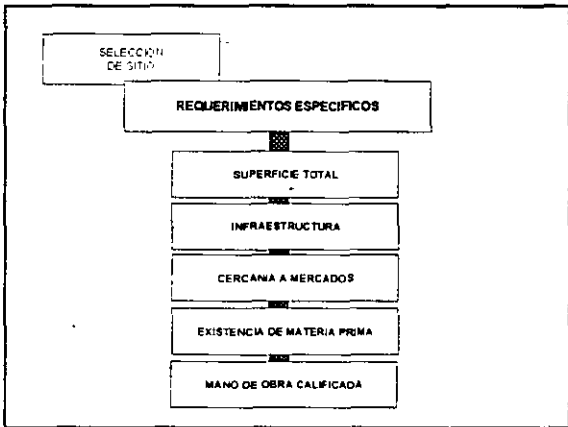 SELECCION
DE SITIO
REQUERIMIENTOS ESPECIFICOS
SUPERFICIE TOTAL
INFRAESTRUCTURA
CERCANIA A MERCADOS
EXISTENCIA DE MATERIA PRIMA
MANO DE OBRA CALIFICADA